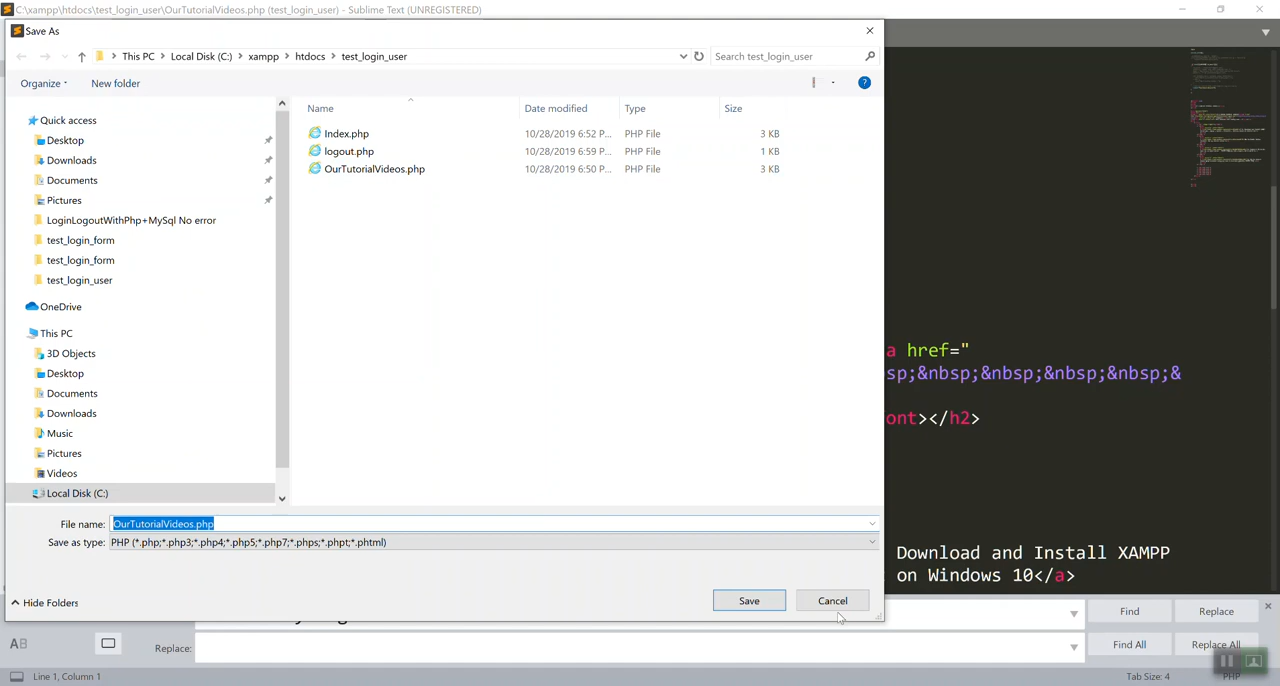 C:\xampp\htdocs\test_login_user\OurTutorialVideos.php (test_login_user) - Sublime Text (UNREGISTERED)
Save As
This PC > Local Disk (C:) > xampp > htdocs > test_login_user
Search test_login_user
Organize
New folder
Name Date modified Type Size
Quick access
Desktop
Downloads
Documents
Pictures
LoginLogoutWithPhp+MySql No error
test_login_form
test_login_form
test_login_user
OneDrive
This PC
3D Objects
Desktop
Documents
Downloads
Music
Pictures
Videos
Local Disk (C:)
Index.php 10/28/2019 6:52 P... PHP File 3 KB
logout.php 10/28/2019 6:59 P... PHP File 1 KB
OurTutorialVideos.php 10/28/2019 6:50 P... PHP File 3 KB
a href="
sp;&nbsp;&nbsp;&nbsp;&nbsp;&
ont></h2>
Download and Install XAMPP
on Windows 10</a>
File name: OurTutorialVideos.php
Save as type: PHP (*.php;*.php3;*.php4;*.php5;*.php7;*.phps;*.phpt;*.phtml)
Hide Folders
Save
Cancel
Find
Replace
Replace:
Find All
Replace All
Line 1, Column 1
Tab Size: 4
PHP